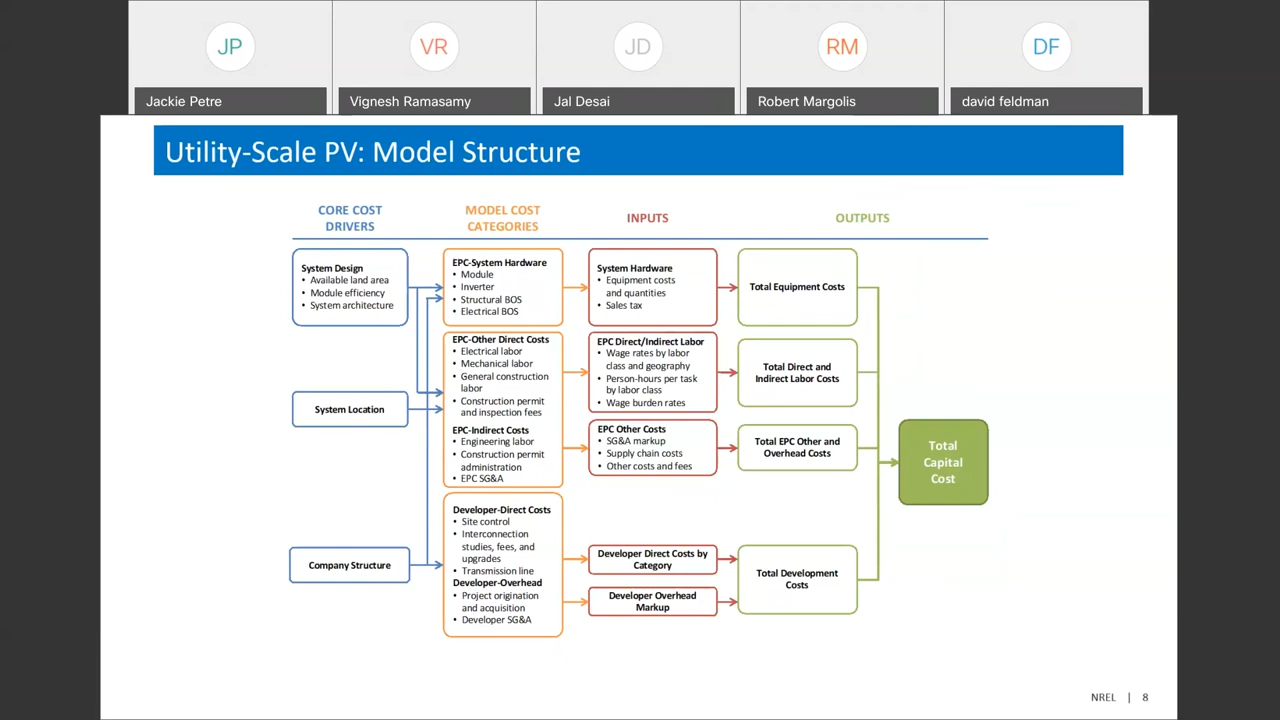 JP
VR
JD
RM
DF
Jackie Petre
Vignesh Ramasamy
Jal Desai
Robert Margolis
david feldman
Utility-Scale PV: Model Structure
CORE COST
DRIVERS
MODEL COST
CATEGORIES
INPUTS
OUTPUTS
System Design
• Available land area
• Module efficiency
• System architecture
System Location
Company Structure
EPC-System Hardware
• Module
• Inverter
• Structural BOS
• Electrical BOS
EPC-Other Direct Costs
• Electrical labor
• Mechanical labor
• General construction
labor
• Construction permit
and inspection fees
EPC-Indirect Costs
• Engineering labor
• Construction permit
administration
• EPC SG&A
Developer-Direct Costs
• Site control
• Interconnection
studies, fees, and
upgrades
• Transmission line
Developer-Overhead
• Project origination
and acquisition
• Developer SG&A
System Hardware
• Equipment costs
and quantities
• Sales tax
EPC Direct/Indirect Labor
• Wage rates by labor
class and geography
• Person-hours per task
by labor class
• Wage burden rates
EPC Other Costs
• SG&A markup
• Supply chain costs
• Other costs and fees
Developer Direct Costs by
Category
Developer Overhead
Markup
Total Equipment Costs
Total Direct and
Indirect Labor Costs
Total EPC Other and
Overhead Costs
Total Development
Costs
Total
Capital
Cost
NREL | 8